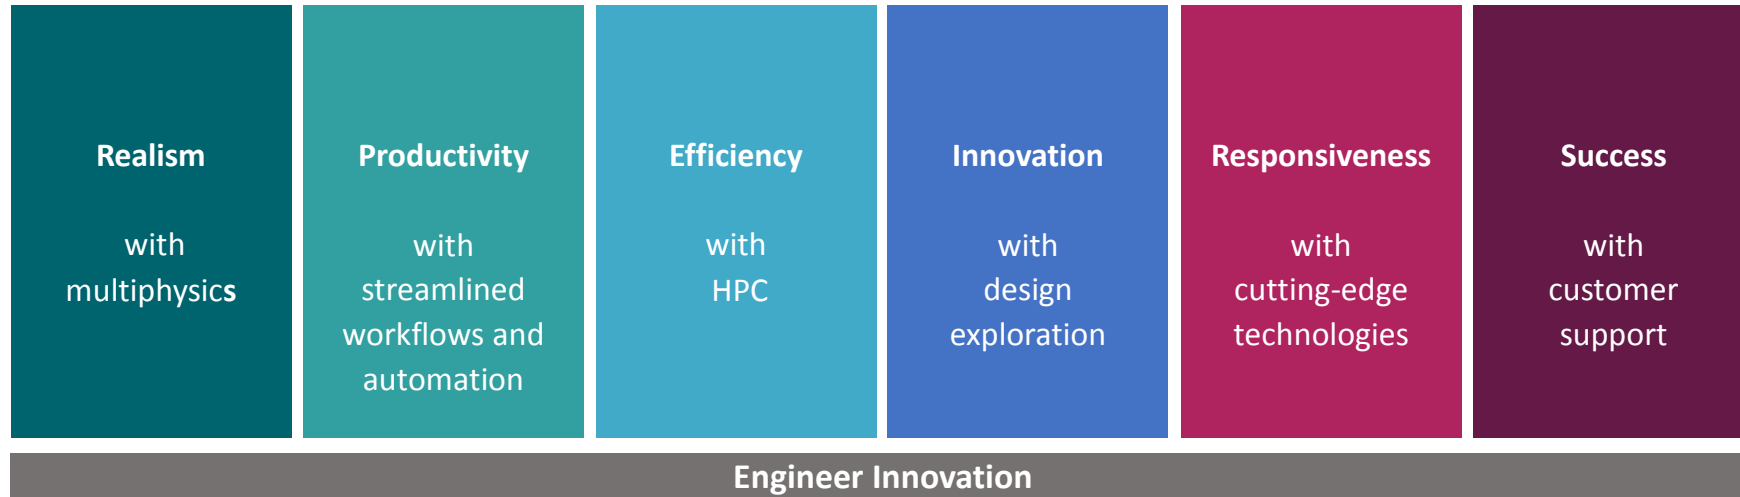 Realism
with
multiphysics
Productivity
with
streamlined
workflows and
automation
Efficiency
with
HPC
Innovation
with
design
exploration
Responsiveness
with
cutting-edge
technologies
Success
with
customer
support
Engineer Innovation